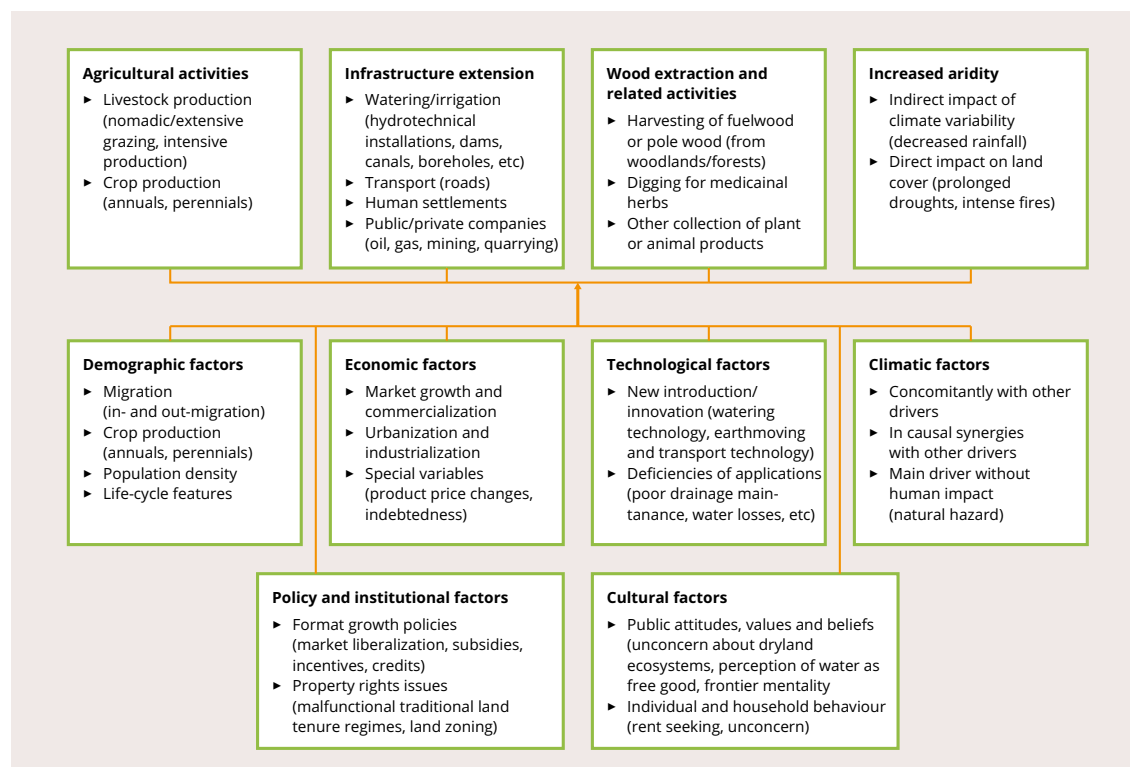 Agricultural activities
► Livestock production
(nomadic/extensive
grazing, intensive
production)
► Crop production
(annuals, perennials)
Infrastructure extension
► Watering/irrigation
(hydrotechnical
installations, dams,
canals, boreholes, etc)
► Transport (roads)
► Human settlements
► Public/private companies
(oil, gas, mining, quarrying)
Wood extraction and
related activities
► Harvesting of fuelwood
or pole wood (from
woodlands/forests)
► Digging for medicainal
herbs
► Other collection of plant
or animal products
Increased aridity
► Indirect impact of
climate variability
(decreased rainfall)
► Direct impact on land
cover (prolonged
droughts, intense fires)
Demographic factors
► Migration
(in- and out-migration)
► Crop production
(annuals, perennials)
► Population density
► Life-cycle features
Economic factors
► Market growth and
commercialization
► Urbanization and
industrialization
► Special variables
(product price changes,
indebtedness)
Technological factors
► New introduction/
innovation (watering
technology, earthmoving
and transport technology)
► Deficiencies of applications
(poor drainage main-
tanance, water losses, etc)
Climatic factors
► Concomitantly with other
drivers
► In causal synergies
with other drivers
► Main driver without
human impact
(natural hazard)
Policy and institutional factors
► Format growth policies
(market liberalization, subsidies,
incentives, credits)
► Property rights issues
(malfunctional traditional land
tenure regimes, land zoning)
Cultural factors
► Public attitudes, values and beliefs
(unconcern about dryland
ecosystems, perception of water as
free good, frontier mentality
► Individual and household behaviour
(rent seeking, unconcern)